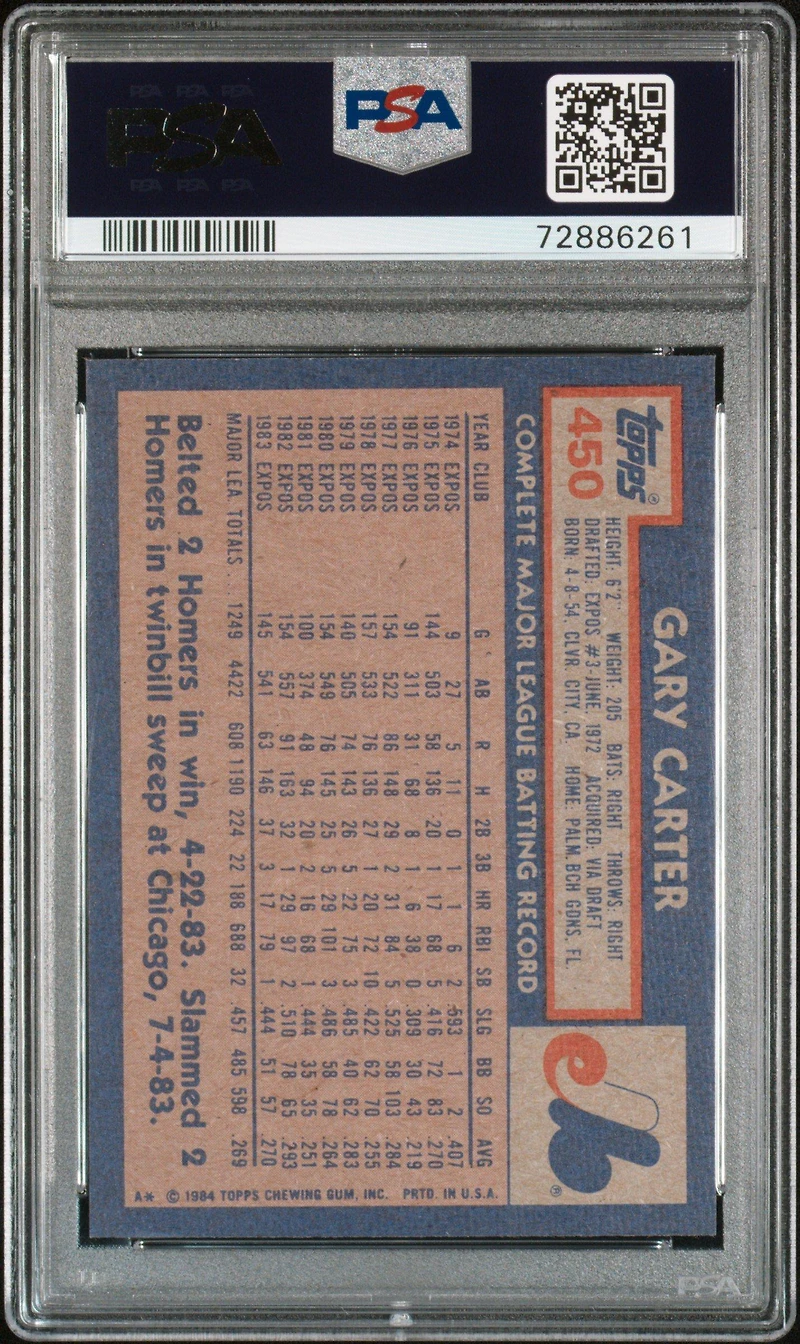 PSA
PSA PSA PSA
PSA
PSA PSA PSA
72886261
topps®
450
GARY CARTER
HEIGHT: 6'2" WEIGHT: 205 BATS: RIGHT THROWS: RIGHT
DRAFTED: EXPOS #3-JUNE, 1972 ACQUIRED: VIA DRAFT
BORN: 4-8-54, CLVR. CITY, CA. HOME: PALM. BCH GDNS. FL.
®
COMPLETE MAJOR LEAGUE BATTING RECORD
YEAR CLUB G AB R H 2B 3B HR RBI SB SLG BB SO AVG
1974 EXPOS 9 27 5 11 0 1 1 6 2 .593 1 2 .407
1975 EXPOS 144 503 58 136 20 1 17 68 5 .416 72 83 .270
1976 EXPOS 91 311 31 68 8 1 6 38 0 .309 30 43 .219
1977 EXPOS 154 522 86 148 29 2 31 84 5 .525 58 103 .284
1978 EXPOS 157 533 76 136 27 1 20 72 10 .422 62 70 .255
1979 EXPOS 140 505 74 143 26 5 22 75 3 .485 40 62 .283
1980 EXPOS 154 549 76 145 25 5 29 101 3 .486 58 78 .264
1981 EXPOS 100 374 48 94 20 2 16 68 1 .444 35 35 .251
1982 EXPOS 154 557 91 163 32 1 29 97 2 .510 78 65 .293
1983 EXPOS 145 541 63 146 37 3 17 79 1 .444 51 57 .270
MAJOR LEA. TOTALS . . 1249 4422 608 1190 224 22 188 688 32 .457 485 598 .269
Belted 2 Homers in win, 4-22-83. Slammed 2
Homers in twinbill sweep at Chicago, 7-4-83.
A* © 1984 TOPPS CHEWING GUM, INC. PRTD. IN U.S.A.
PSA